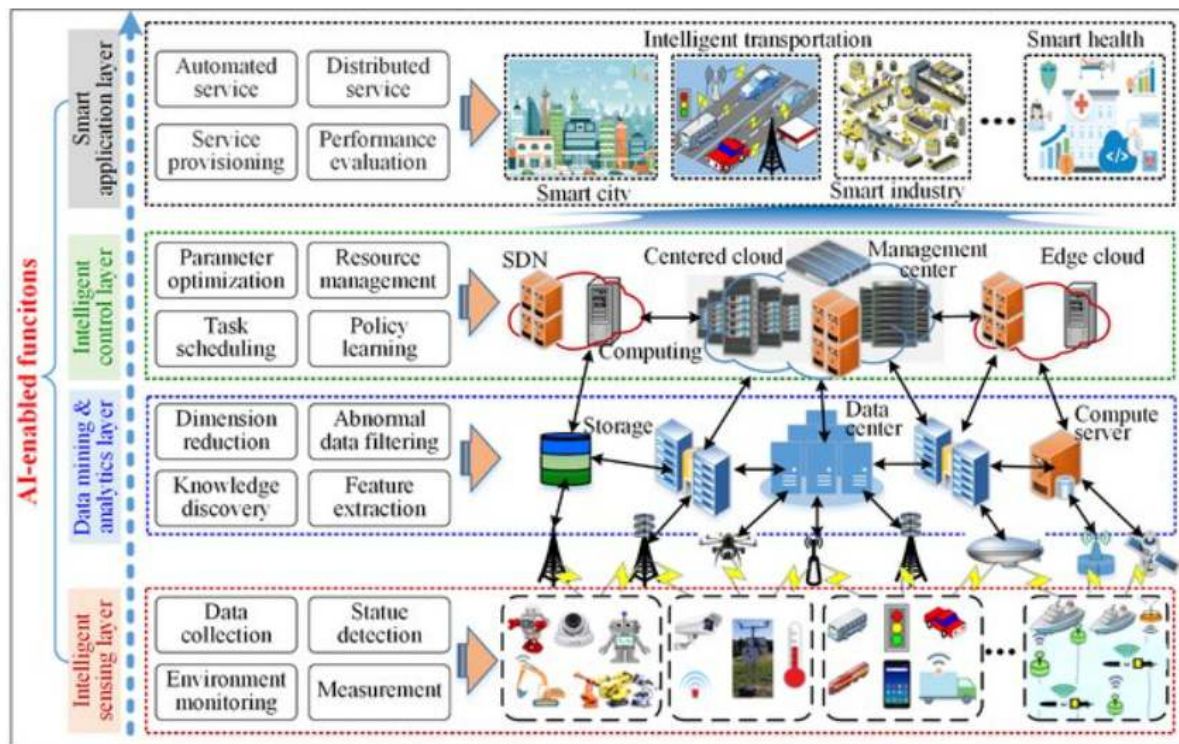 AI-enabled funcitons
Smart
application layer
Automated
service
Distributed
service
Service
provisioning
Performance
evaluation
Intelligent transportation
Smart health
Smart city
Smart industry
Intelligent
control layer
Parameter
optimization
Resource
management
Task
scheduling
Policy
learning
SDN
Centered cloud
Management
center
Edge cloud
Computing
Data mining &
analytics layer
Dimension
reduction
Abnormal
data filtering
Knowledge
discovery
Feature
extraction
Storage
Data
center
Compute
server
Intelligent
sensing layer
Data
collection
Statue
detection
Environment
monitoring
Measurement